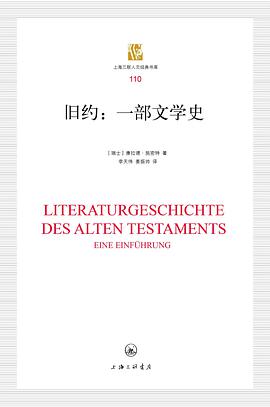 上海三联人文经典书库
110
旧约：一部文学史
［瑞士］康拉德·施密特 著
李天伟 姜振帅 译
LITERATURGESCHICHTE
DES ALTEN TESTAMENTS
EINE EINFÜHRUNG
上海三联书店